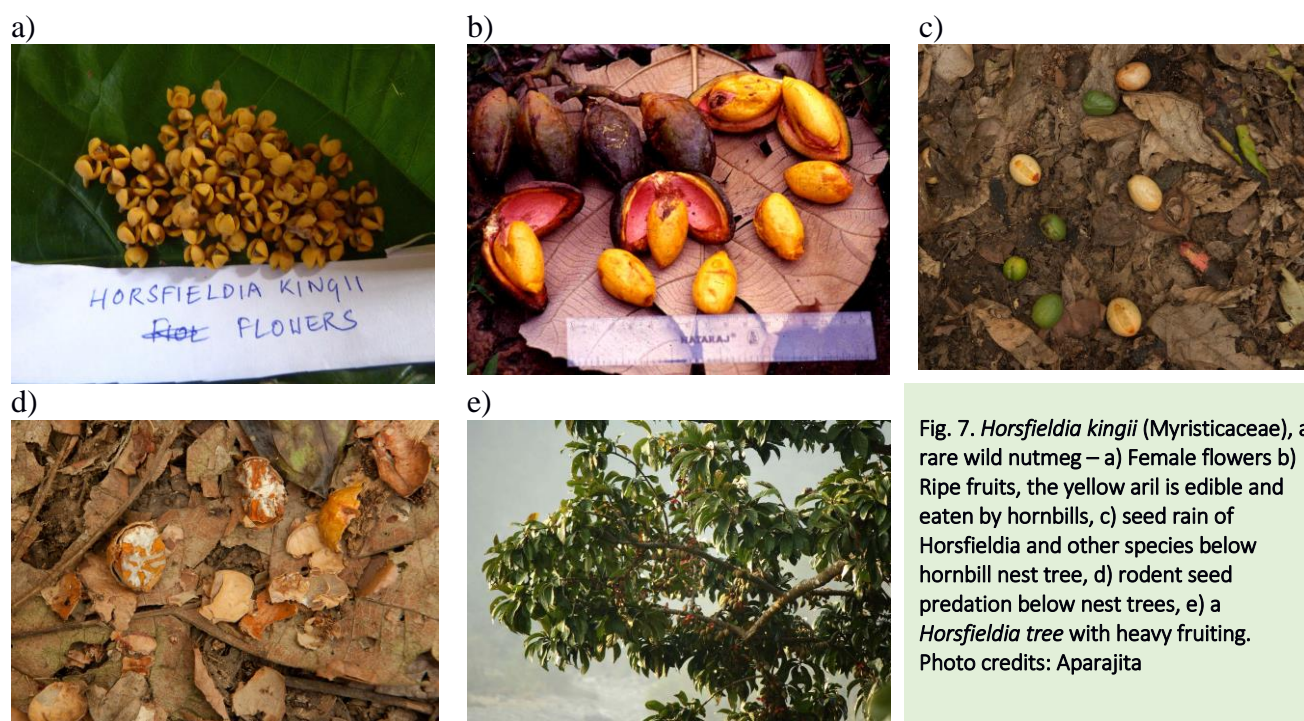 a)
b)
c)
HORSFIELDIA KINGII
FLOWERS
NATARAJ
d)
e)
Fig. 7. Horsfieldia kingii (Myristicaceae), a
rare wild nutmeg – a) Female flowers b)
Ripe fruits, the yellow aril is edible and
eaten by hornbills, c) seed rain of
Horsfieldia and other species below
hornbill nest tree, d) rodent seed
predation below nest trees, e) a
Horsfieldia tree with heavy fruiting.
Photo credits: Aparajita